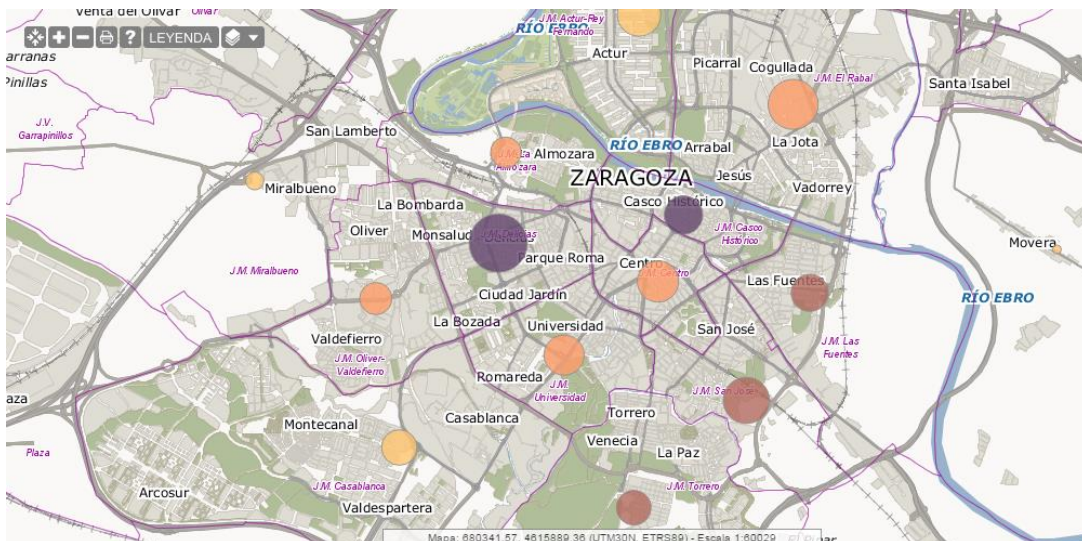 Venta del Olivar
Olivar
LEYENDA
?
RÍO EBRO
J.M. Actur-Rey
Fernando
Actur
Picarral
Cogullada
J.M. El Rabal
Santa Isabel
arranas
Pinillas
J.V.
Garrapinillos
San Lamberto
La Jota
RÍO EBRO
Arrabal
J.M. La
Almozara
Almozara
ZARAGOZA
Jesús
Vadorrey
Miralbueno
La Bombarda
Casco Histórico
Oliver
Monsalud
Delicias
J.M. Delicias
J.M. Casco
Histórico
Movera
J.M. Miralbueno
Parque Roma
Centro
J.M. Centro
Las Fuentes
Ciudad Jardín
RÍO EBRO
La Bozada
Universidad
San José
Valdefierro
J.M. Oliver-
Valdefierro
J.M. Las
Fuentes
Romareda
J.M.
Universidad
J.M. San José
aza
Casablanca
Torrero
Montecanal
Venecia
La Paz
Plaza
Arcosur
J.M. Casablanca
J.M. Torrero
Valdespartera
Mapa: 680341.57, 4615889.36 (UTM30N, ETRS89) - Escala 1:60029